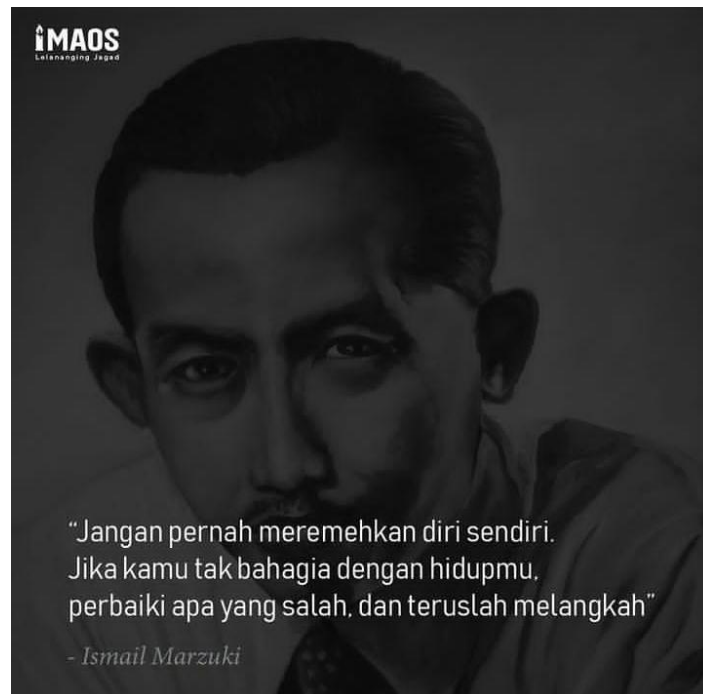 iMAOS
Lelananging Jagad
“Jangan pernah meremehkan diri sendiri.
Jika kamu tak bahagia dengan hidupmu,
perbaiki apa yang salah, dan teruslah melangkah”
- Ismail Marzuki